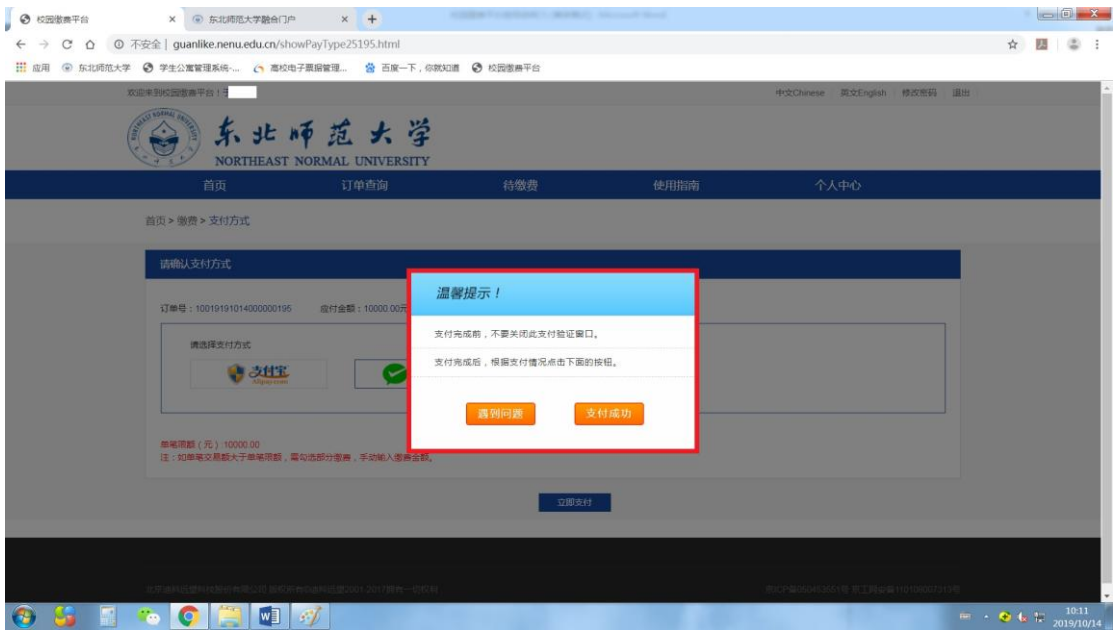 校园缴费平台
东北师范大学融合门户
不安全 | guanlike.nenu.edu.cn/showPayType25195.html
应用 东北师范大学 学生公寓管理系统-... 高校电子票据管理... 百度一下，你就知道 校园缴费平台
欢迎来到校园缴费平台！
中文Chinese 英文English 修改密码 退出
东北师范大学
NORTHEAST NORMAL UNIVERSITY
首页 订单查询 待缴费 使用指南 个人中心
首页 > 缴费 > 支付方式
请确认支付方式
订单号：10019191014000000195 应付金额：10000.00元
请选择支付方式
支付宝
温馨提示！
支付完成前，不要关闭此支付验证窗口。
支付完成后，根据支付情况点击下面的按钮。
遇到问题 支付成功
单笔限额（元）:10000.00
注：如单笔交易额大于单笔限额，需勾选部分缴费，手动输入缴费金额。
立即支付
10:11
2019/10/14